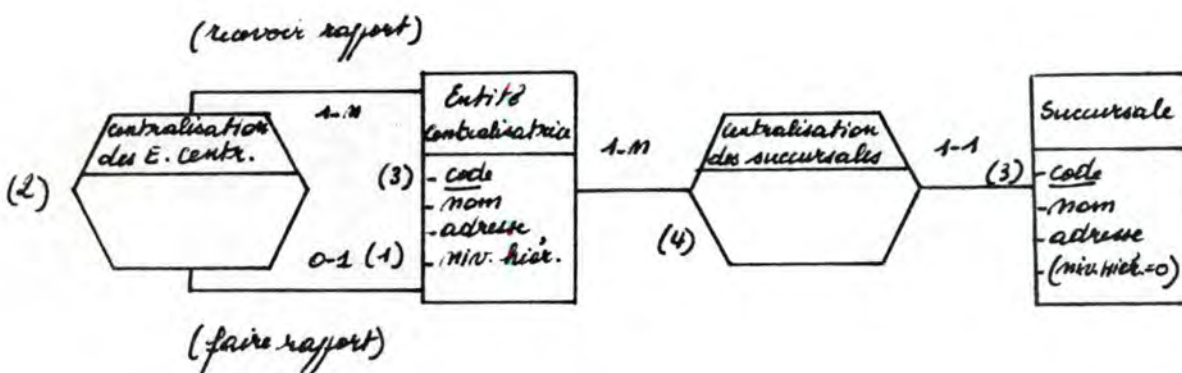 (recevoir rapport)
1-n
centralisation
des E. centr.
(2)
0-1 (1)
(faire rapport)
Entité
centralisatrice
(3) - code
- nom
- adresse
- niv. hiér.
1-n
centralisation
des succursales
(4)
1-1
Succursale
(3) - code
- nom
- adresse
- (niv. hiér.=0)